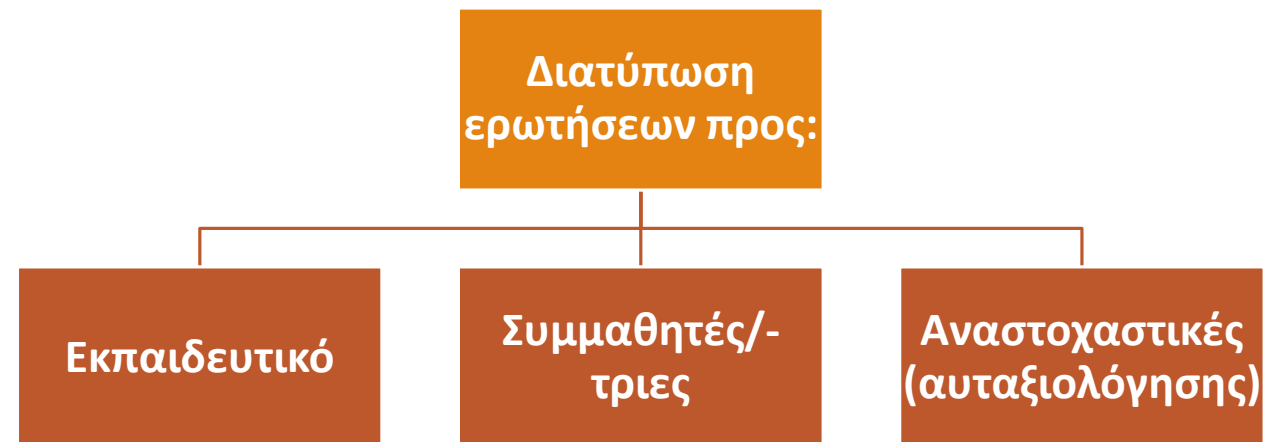 Διατύπωση
ερωτήσεων προς:
Εκπαιδευτικό
Συμμαθητές/-
τριες
Αναστοχαστικές
(αυταξιολόγησης)